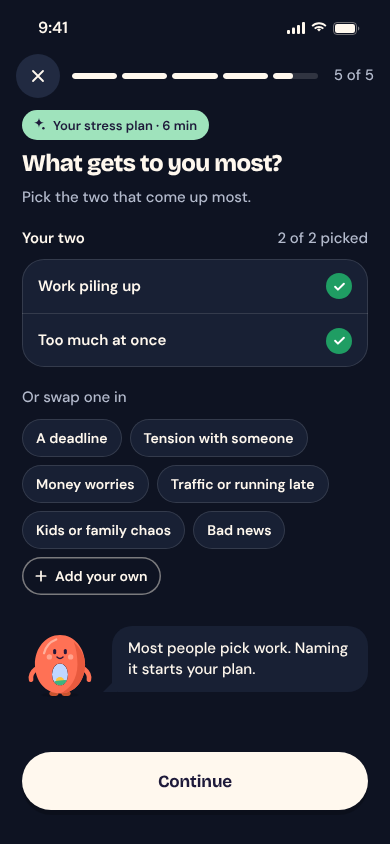 9:41
5 of 5
Your stress plan · 6 min
What gets to you most?
Pick the two that come up most.
Your two
2 of 2 picked
Work piling up
Too much at once
Or swap one in
A deadline
Tension with someone
Money worries
Traffic or running late
Kids or family chaos
Bad news
+ Add your own
Most people pick work. Naming
it starts your plan.
Continue